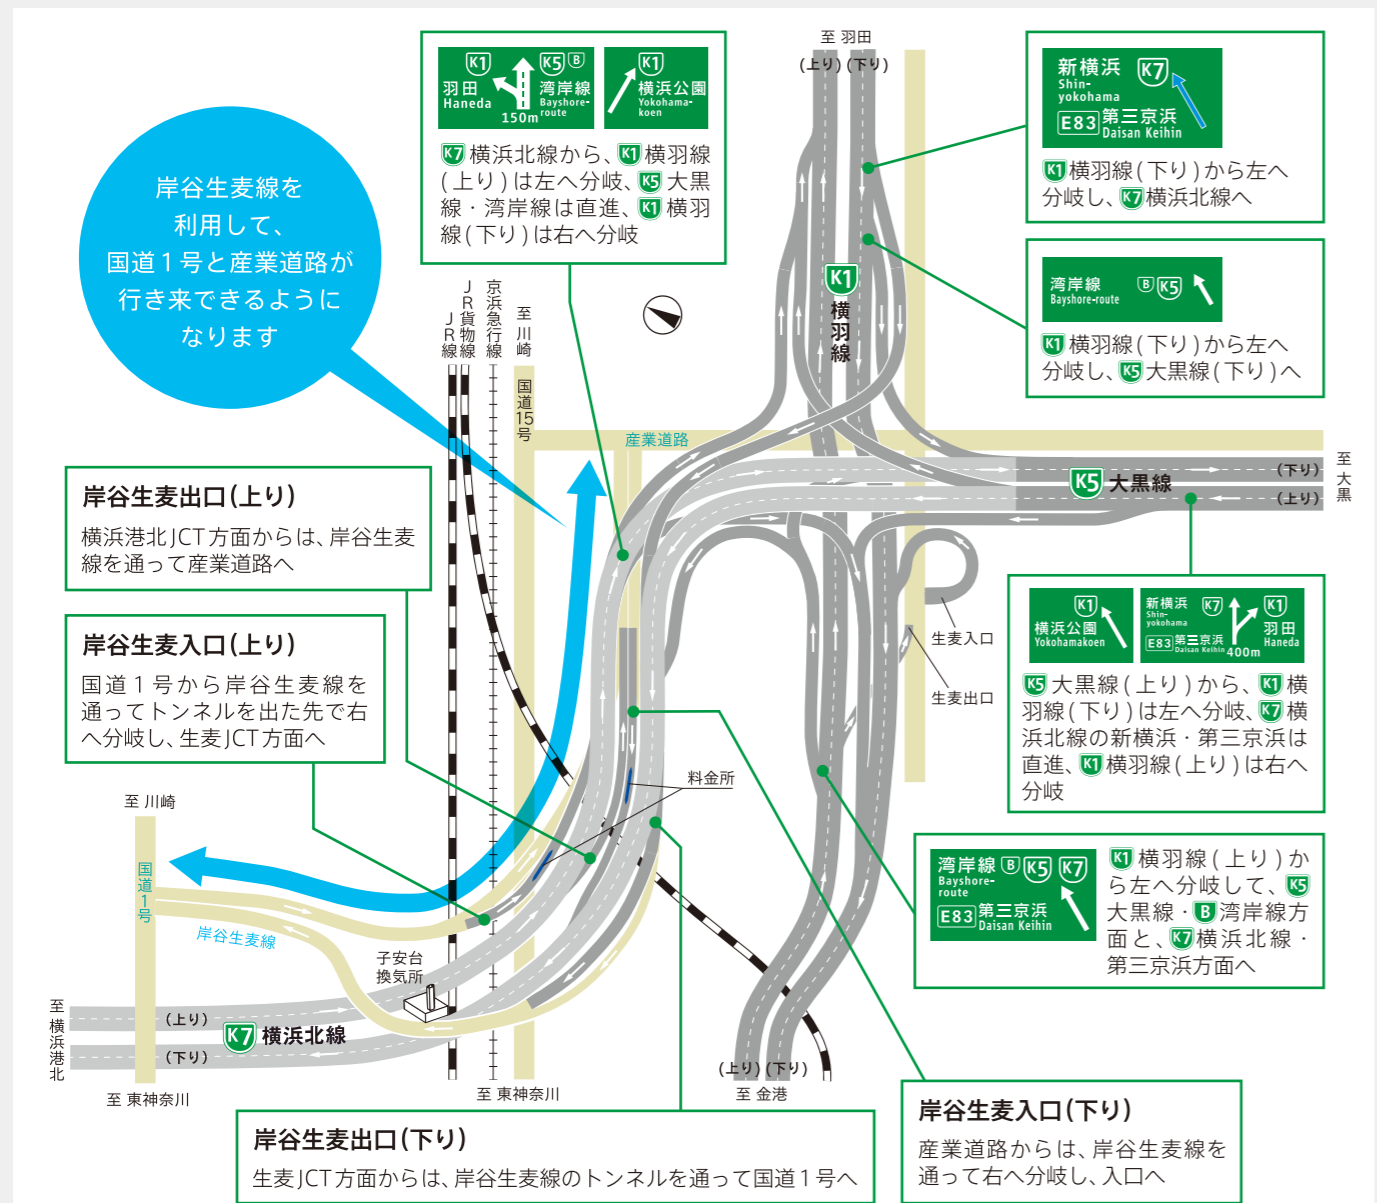 岸谷生麦線を
利用して、
国道1号と産業道路が
行き来できるように
なります
K1
羽田
Haneda
150m
K5 B
湾岸線
Bayshore-
route
K1
横浜公園
Yokohama-
koen
K7 横浜北線から、K1 横羽線
(上り)は左へ分岐、K5 大黒
線・湾岸線は直進、K1 横羽
線(下り)は右へ分岐
至 羽田
(上り)(下り)
新横浜 K7
Shin-
yokohama
E83 第三京浜
Daisan Keihin
K1 横羽線(下り)から左へ
分岐し、K7 横浜北線へ
湾岸線 B K5
Bayshore-route
K1 横羽線(下り)から左へ
分岐し、K5 大黒線(下り)へ
K1
横羽線
JR線
JR貨物線
京浜急行線
至 川崎
国道15号
産業道路
K5 大黒線
(下り)
(上り)
至 大黒
岸谷生麦出口(上り)
横浜港北JCT方面からは、岸谷生麦
線を通って産業道路へ
岸谷生麦入口(上り)
国道1号から岸谷生麦線を
通ってトンネルを出た先で右
へ分岐し、生麦JCT方面へ
生麦入口
生麦出口
K1
横浜公園
Yokohamakoen
新横浜
Shin-
yokohama
K7
E83 第三京浜
Daisan Keihin
400m
K1
羽田
Haneda
K5 大黒線(上り)から、K1 横
羽線(下り)は左へ分岐、K7 横
浜北線の新横浜・第三京浜は
直進、K1 横羽線(上り)は右へ
分岐
料金所
至 川崎
国道1号
岸谷生麦線
子安台
換気所
湾岸線 B K5 K7
Bayshore-
route
E83 第三京浜
Daisan Keihin
K1 横羽線(上り)か
ら左へ分岐して、K5
大黒線・B 湾岸線方
面と、K7 横浜北線・
第三京浜方面へ
至 横浜港北
(上り)
K7 横浜北線
(下り)
至 東神奈川
至 東神奈川
(上り)(下り)
至 金港
岸谷生麦出口(下り)
生麦JCT方面からは、岸谷生麦線のトンネルを通って国道1号へ
岸谷生麦入口(下り)
産業道路からは、岸谷生麦線を
通って右へ分岐し、入口へ